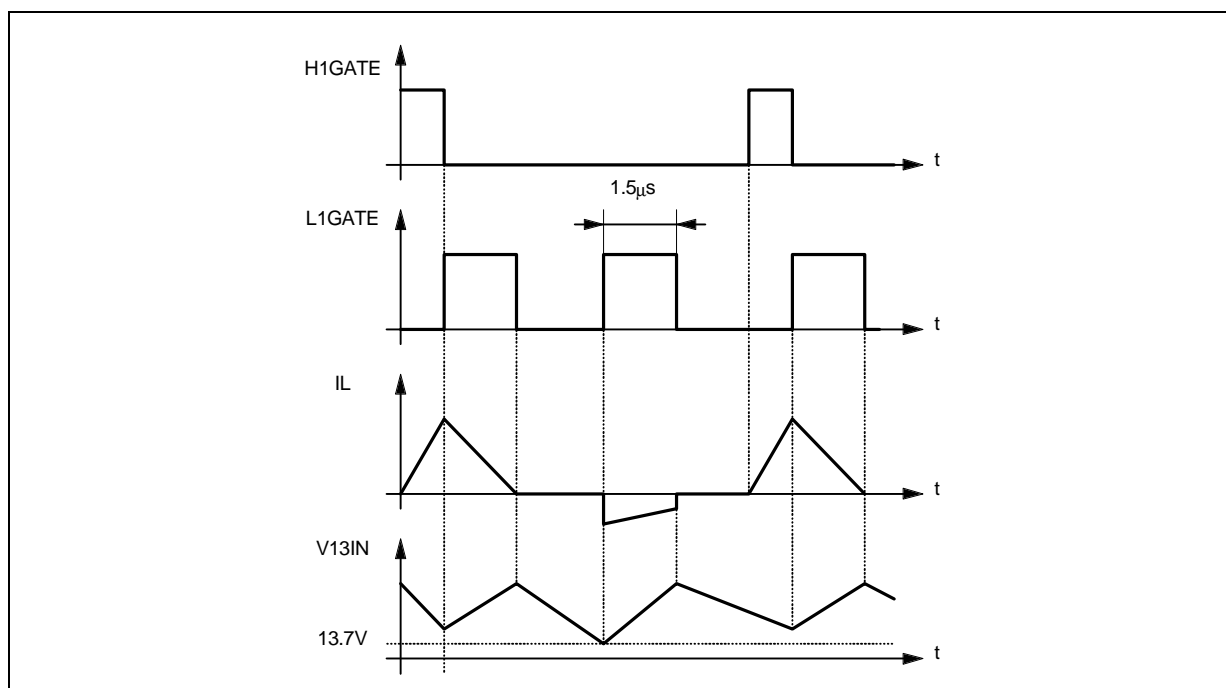 H1GATE
t
1.5μs
L1GATE
t
IL
t
V13IN
13.7V
t